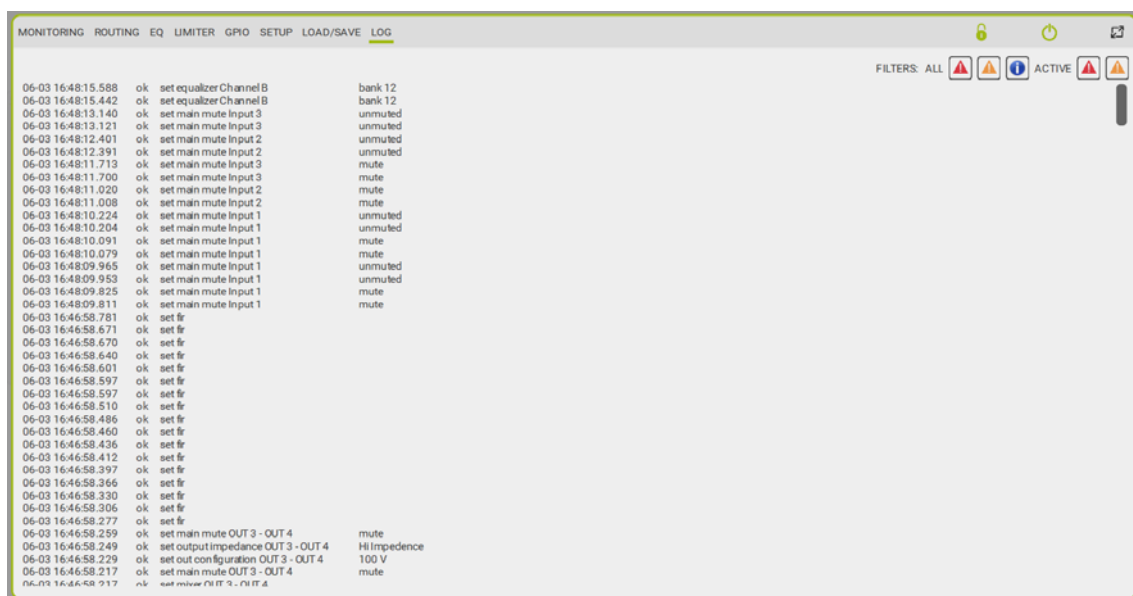 MONITORING ROUTING EQ LIMITER GPIO SETUP LOAD/SAVE LOG
FILTERS: ALL ACTIVE
06-03 16:48:15.588 ok set equalizer Channel B bank 12
06-03 16:48:15.442 ok set equalizer Channel B bank 12
06-03 16:48:13.140 ok set main mute Input 3 unmuted
06-03 16:48:13.121 ok set main mute Input 3 unmuted
06-03 16:48:12.401 ok set main mute Input 2 unmuted
06-03 16:48:12.391 ok set main mute Input 2 unmuted
06-03 16:48:11.713 ok set main mute Input 3 mute
06-03 16:48:11.700 ok set main mute Input 3 mute
06-03 16:48:11.020 ok set main mute Input 2 mute
06-03 16:48:11.008 ok set main mute Input 2 mute
06-03 16:48:10.224 ok set main mute Input 1 unmuted
06-03 16:48:10.204 ok set main mute Input 1 unmuted
06-03 16:48:10.091 ok set main mute Input 1 mute
06-03 16:48:10.079 ok set main mute Input 1 mute
06-03 16:48:09.965 ok set main mute Input 1 unmuted
06-03 16:48:09.953 ok set main mute Input 1 unmuted
06-03 16:48:09.825 ok set main mute Input 1 mute
06-03 16:48:09.811 ok set main mute Input 1 mute
06-03 16:46:58.781 ok set fir
06-03 16:46:58.671 ok set fir
06-03 16:46:58.670 ok set fir
06-03 16:46:58.640 ok set fir
06-03 16:46:58.601 ok set fir
06-03 16:46:58.597 ok set fir
06-03 16:46:58.597 ok set fir
06-03 16:46:58.510 ok set fir
06-03 16:46:58.486 ok set fir
06-03 16:46:58.460 ok set fir
06-03 16:46:58.436 ok set fir
06-03 16:46:58.412 ok set fir
06-03 16:46:58.397 ok set fir
06-03 16:46:58.366 ok set fir
06-03 16:46:58.330 ok set fir
06-03 16:46:58.306 ok set fir
06-03 16:46:58.277 ok set fir
06-03 16:46:58.259 ok set main mute OUT 3 - OUT 4 mute
06-03 16:46:58.249 ok set output impedance OUT 3 - OUT 4 Hi Impedence
06-03 16:46:58.229 ok set out configuration OUT 3 - OUT 4 100 V
06-03 16:46:58.217 ok set main mute OUT 3 - OUT 4 mute
06-03 16:46:58.217 ok set mixer OUT 3 - OUT 4